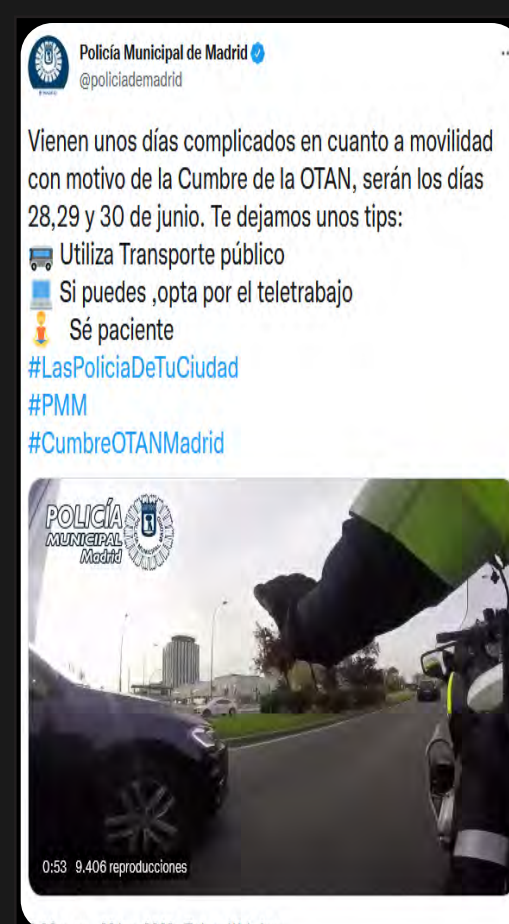 Policía Municipal de Madrid
@policiademadrid
Vienen unos días complicados en cuanto a movilidad
con motivo de la Cumbre de la OTAN, serán los días
28,29 y 30 de junio. Te dejamos unos tips:
Utiliza Transporte público
Si puedes ,opta por el teletrabajo
Sé paciente
#LasPoliciaDeTuCiudad
#PMM
#CumbreOTANMadrid
POLICÍA
MUNICIPAL
Madrid
0:53 9.406 reproducciones